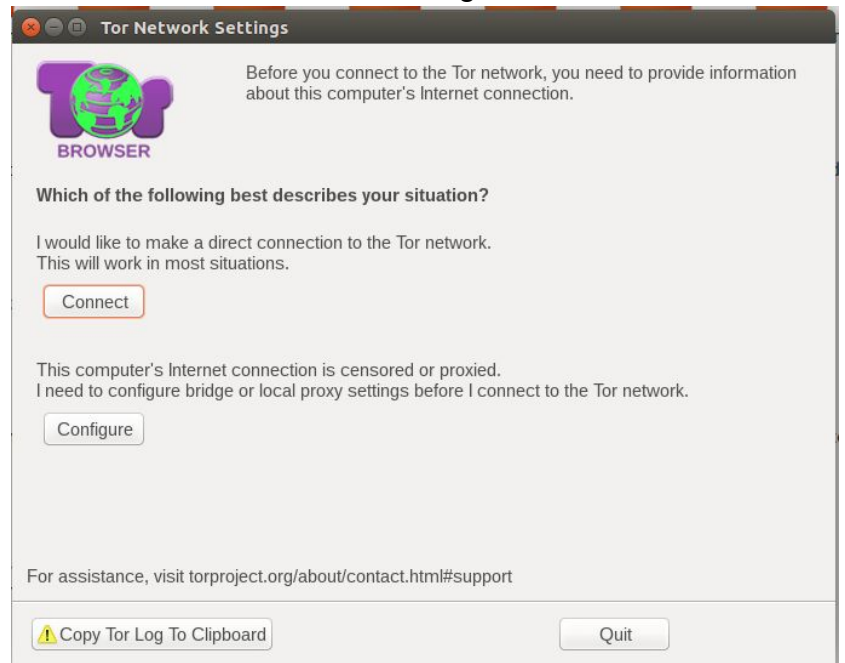 Tor Network Settings
Tor
BROWSER
Before you connect to the Tor network, you need to provide information
about this computer's Internet connection.
Which of the following best describes your situation?
I would like to make a direct connection to the Tor network.
This will work in most situations.
Connect
This computer's Internet connection is censored or proxied.
I need to configure bridge or local proxy settings before I connect to the Tor network.
Configure
For assistance, visit torproject.org/about/contact.html#support
Copy Tor Log To Clipboard
Quit